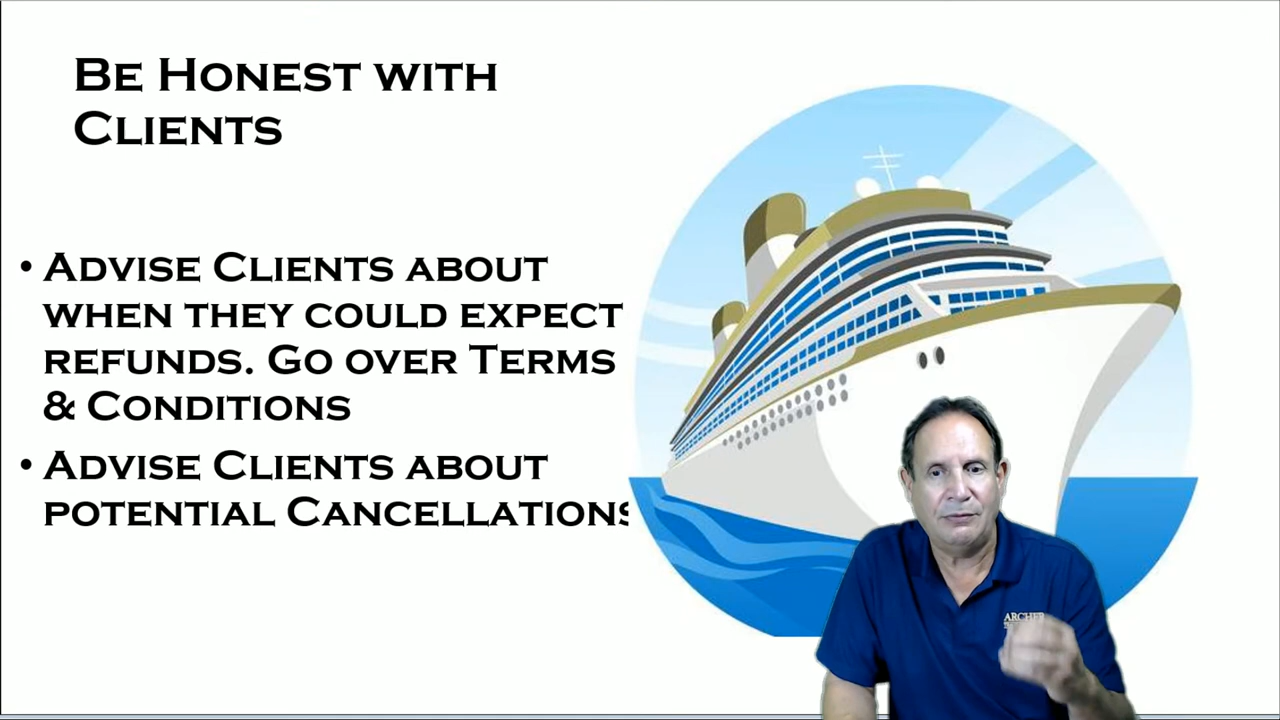 Be Honest with
Clients
• Advise Clients about
when they could expect
refunds. Go over Terms
& Conditions
• Advise Clients about
potential Cancellations
ARCHER